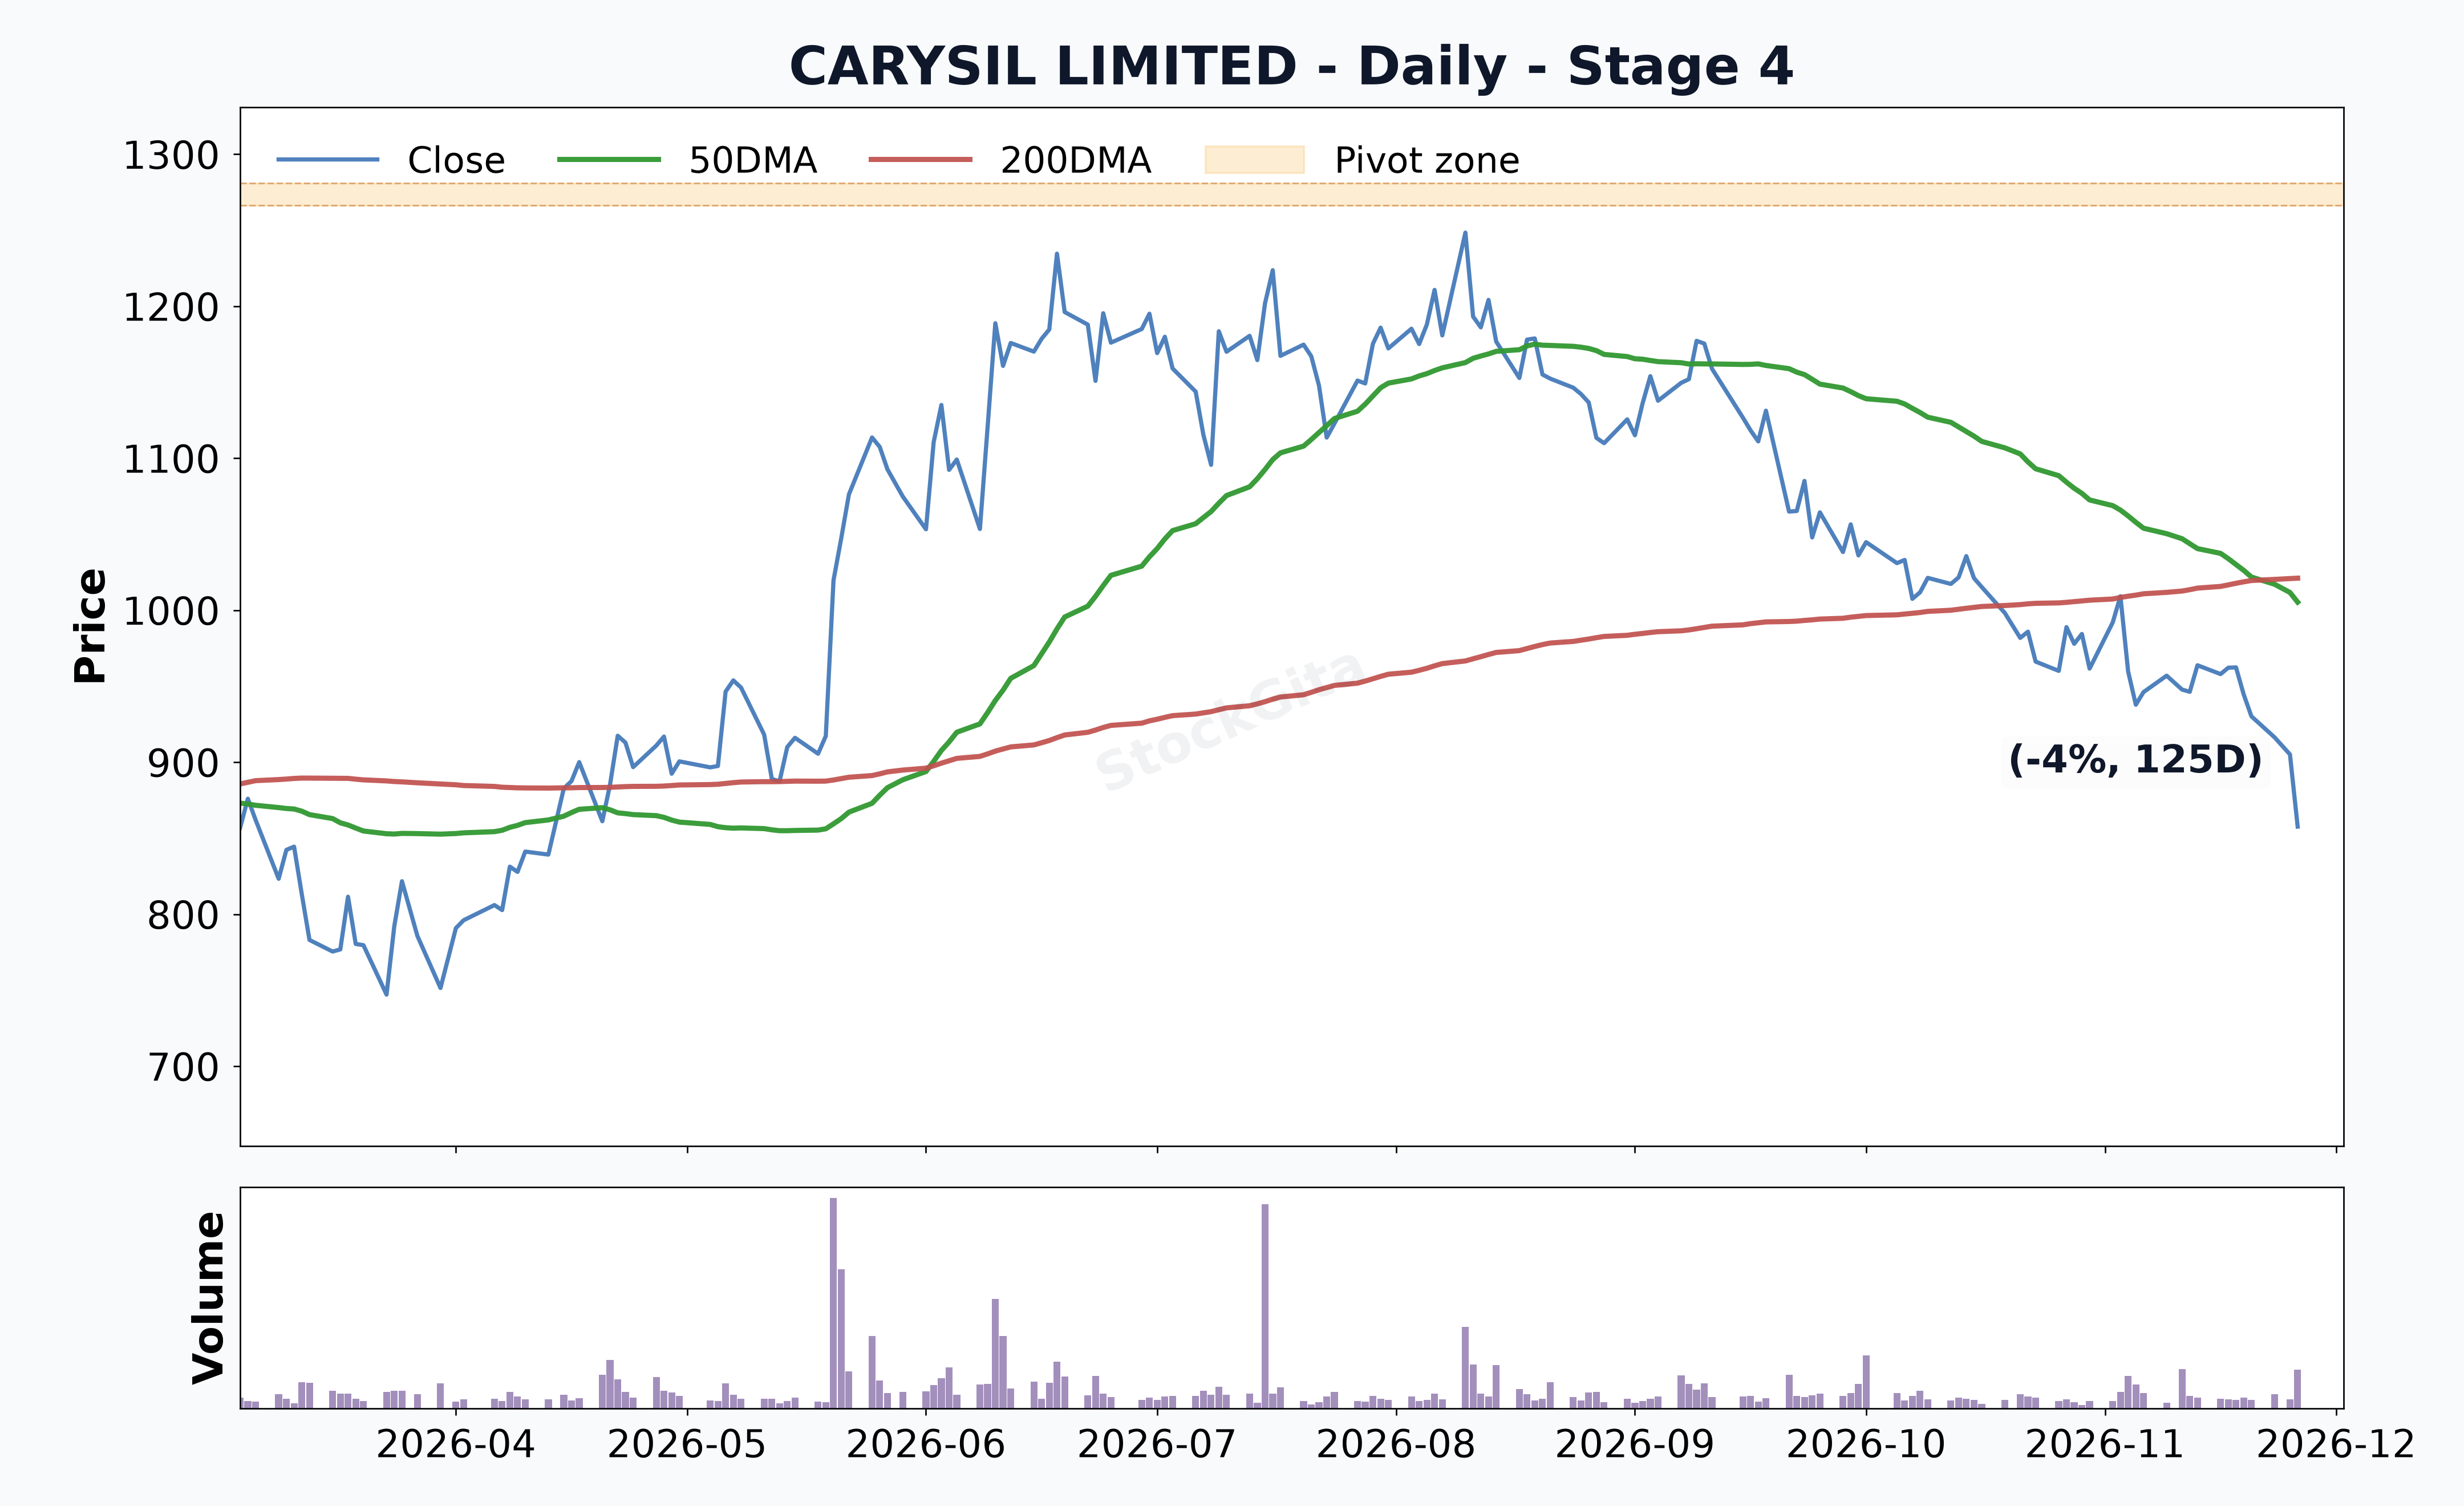 CARYSIL LIMITED - Daily - Stage 4
Close 50DMA 200DMA Pivot zone
1300
1200
1100
1000
900
800
700
Price
StockGita
(-4%, 125D)
Volume
2026-04 2026-05 2026-06 2026-07 2026-08 2026-09 2026-10 2026-11 2026-12